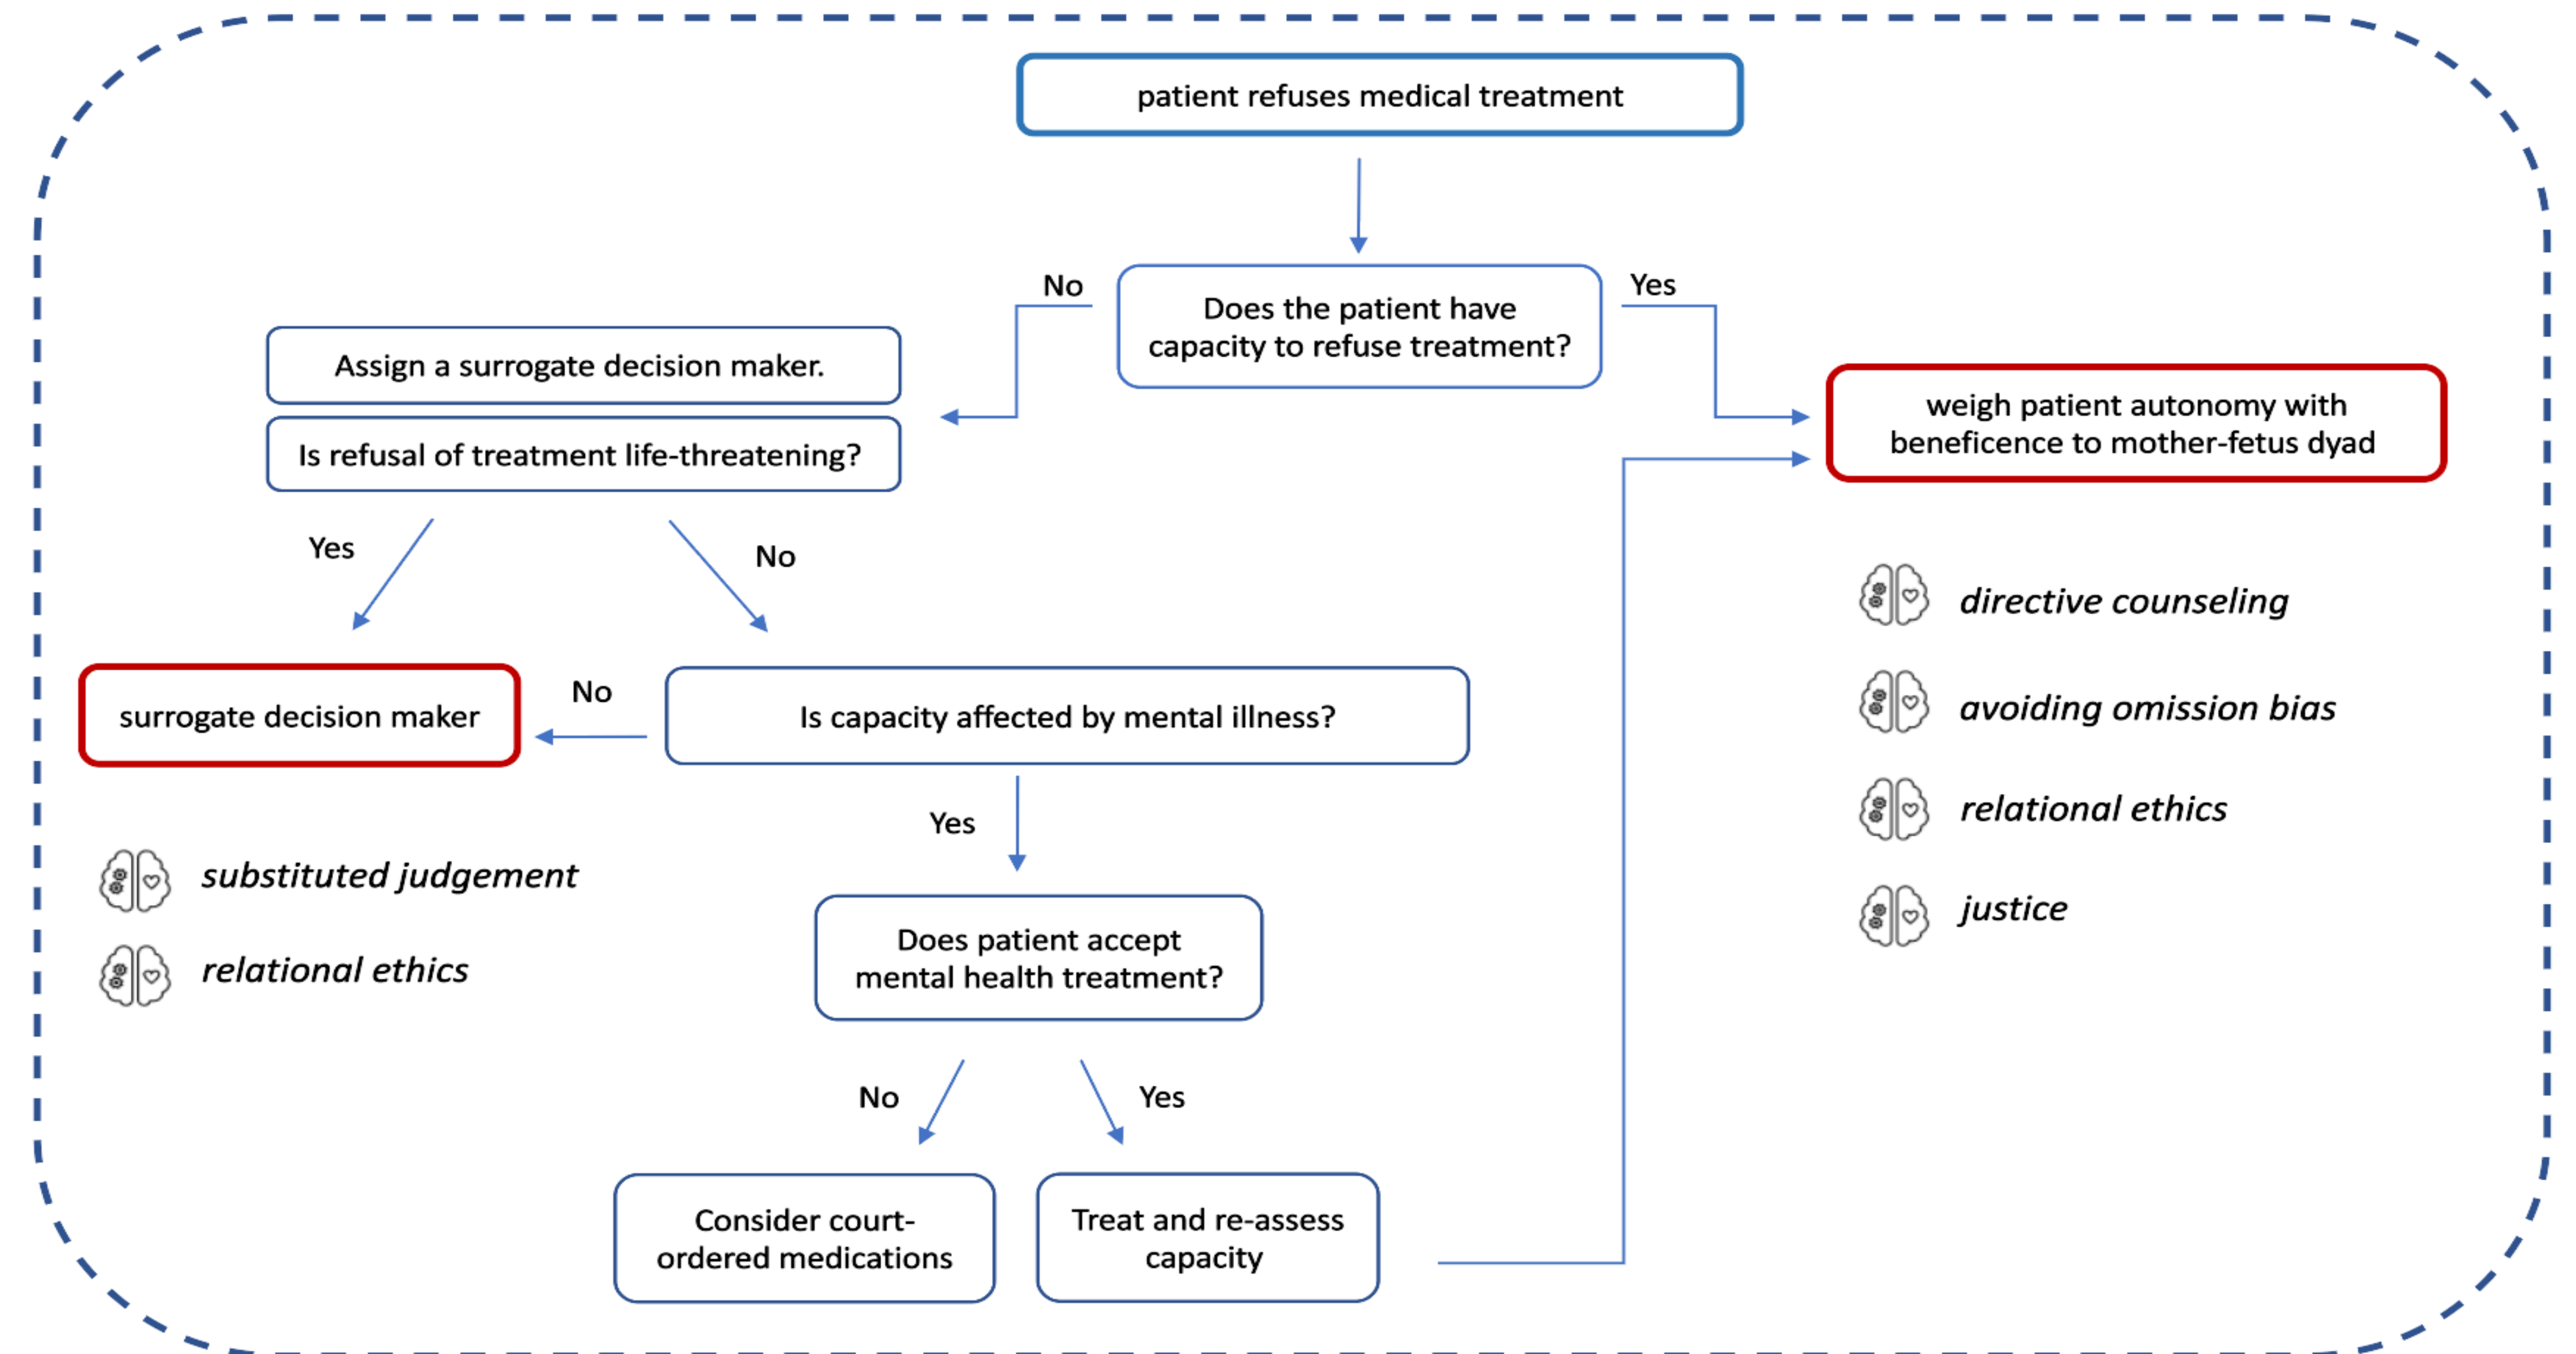 patient refuses medical treatment
No
Yes
Does the patient have
capacity to refuse treatment?
Assign a surrogate decision maker.
Is refusal of treatment life-threatening?
weigh patient autonomy with
beneficence to mother-fetus dyad
Yes
No
directive counseling
avoiding omission bias
relational ethics
justice
surrogate decision maker
No
Is capacity affected by mental illness?
Yes
substituted judgement
relational ethics
Does patient accept
mental health treatment?
No
Yes
Consider court-
ordered medications
Treat and re-assess
capacity